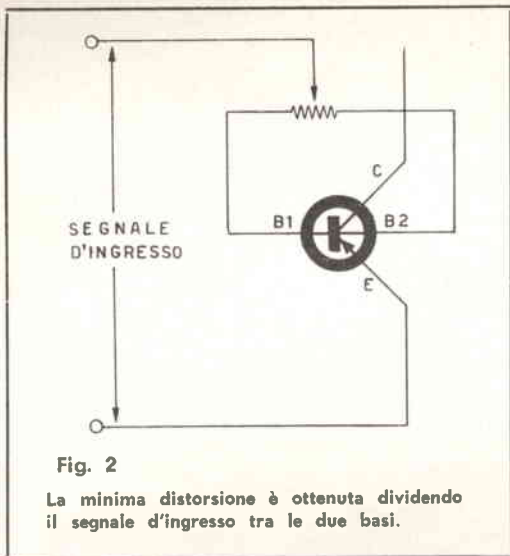 C
SEGNALE
D'INGRESSO
B1
B2
E
Fig. 2
La minima distorsione è ottenuta dividendo
il segnale d'ingresso tra le due basi.